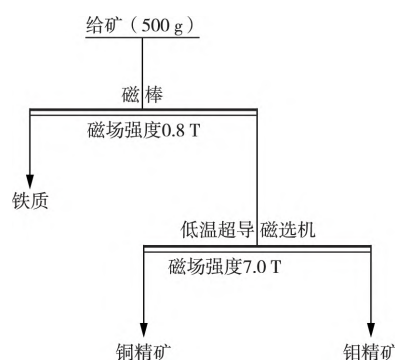 给矿（500 g）
磁棒
磁场强度0.8 T
铁质
低温超导磁选机
磁场强度7.0 T
铜精矿
钼精矿